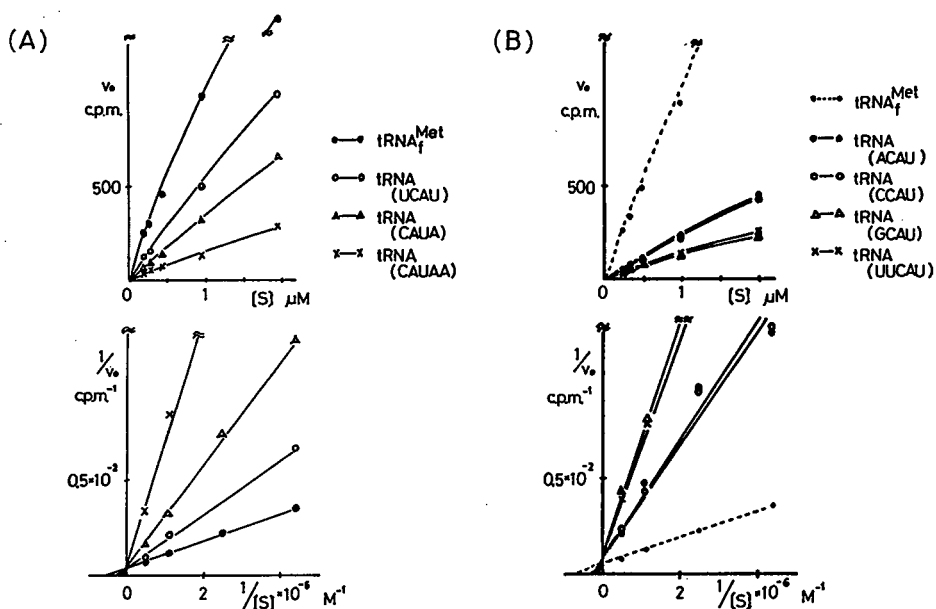 (A)
v₀
c.p.m.
500
0
1
[S] μM
tRNA_f^Met
tRNA
(UCAU)
tRNA
(CAUA)
tRNA
(CAUAA)
1/v₀
c.p.m.⁻¹
0,5×10⁻²
0
2
1/[S]×10⁻⁶ M⁻¹
(B)
v₀
c.p.m.
500
0
1
2
[S] μM
tRNA_f^Met
tRNA
(ACAU)
tRNA
(CCAU)
tRNA
(GCAU)
tRNA
(UUCAU)
1/v₀
c.p.m.⁻¹
0,5×10⁻²
0
2
4
1/[S]×10⁻⁶ M⁻¹